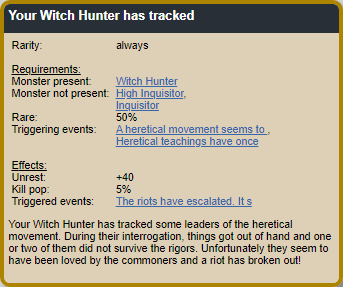 Your Witch Hunter has tracked
Rarity: always
Requirements:
Monster present: Witch Hunter
Monster not present: High Inquisitor,
Inquisitor
Rare: 50%
Triggering events: A heretical movement seems to ,
Heretical teachings have once
Effects:
Unrest: +40
Kill pop: 5%
Triggered events: The riots have escalated. It s
Your Witch Hunter has tracked some leaders of the heretical
movement. During their interrogation, things got out of hand and one
or two of them did not survive the rigors. Unfortunately they seem to
have been loved by the commoners and a riot has broken out!